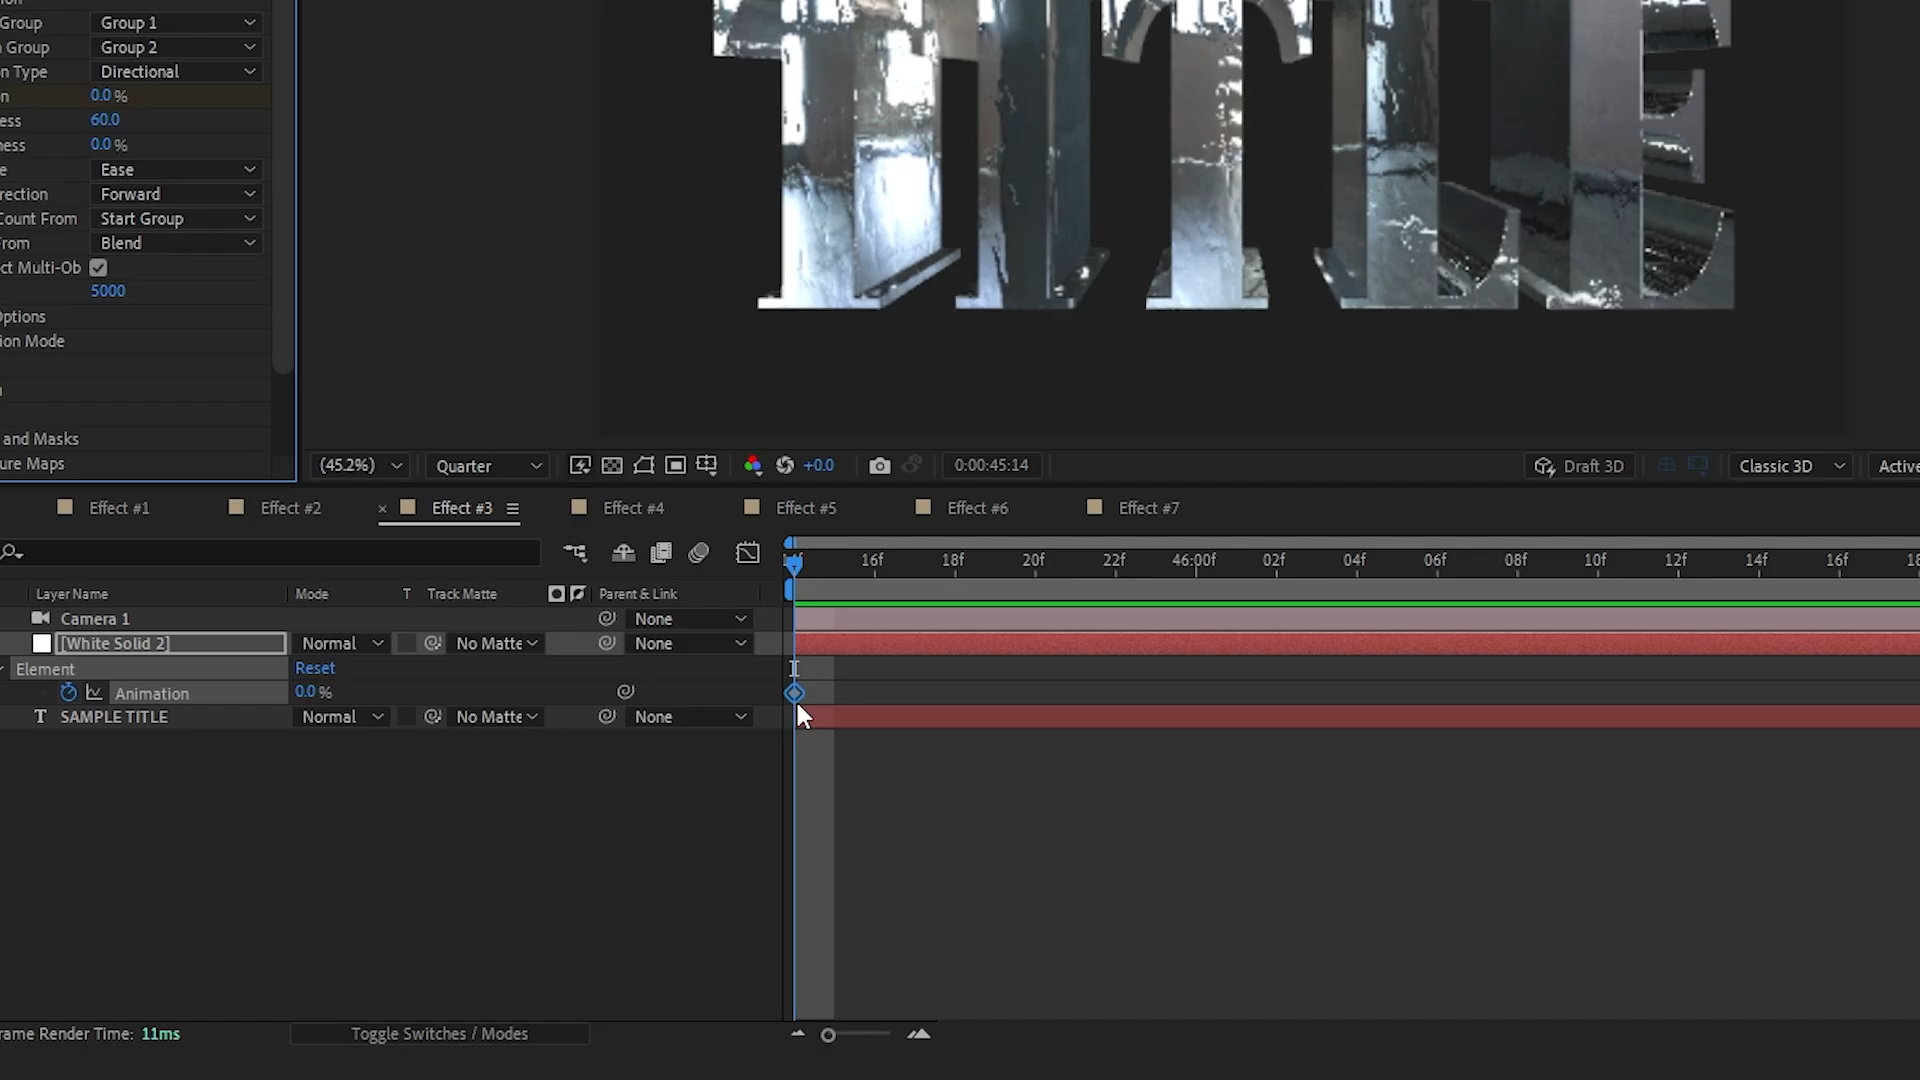 Group Group 1
Group Group 2
n Type Directional
n 0.0 %
ess 60.0
ness 0.0 %
e Ease
rection Forward
Count From Start Group
From Blend
ct Multi-Ob
5000
Options
ion Mode
and Masks
ure Maps
TITLE
(45.2%) Quarter +0.0 0:00:45:14 Draft 3D Classic 3D Active
Effect #1 Effect #2 × Effect #3 Effect #4 Effect #5 Effect #6 Effect #7
16f 18f 20f 22f 46:00f 02f 04f 06f 08f 10f 12f 14f 16f 18
Layer Name Mode T Track Matte Parent & Link
Camera 1 None
[White Solid 2] Normal No Matte None
Element Reset
Animation 0.0 %
T SAMPLE TITLE Normal No Matte None
rame Render Time: 11ms Toggle Switches / Modes